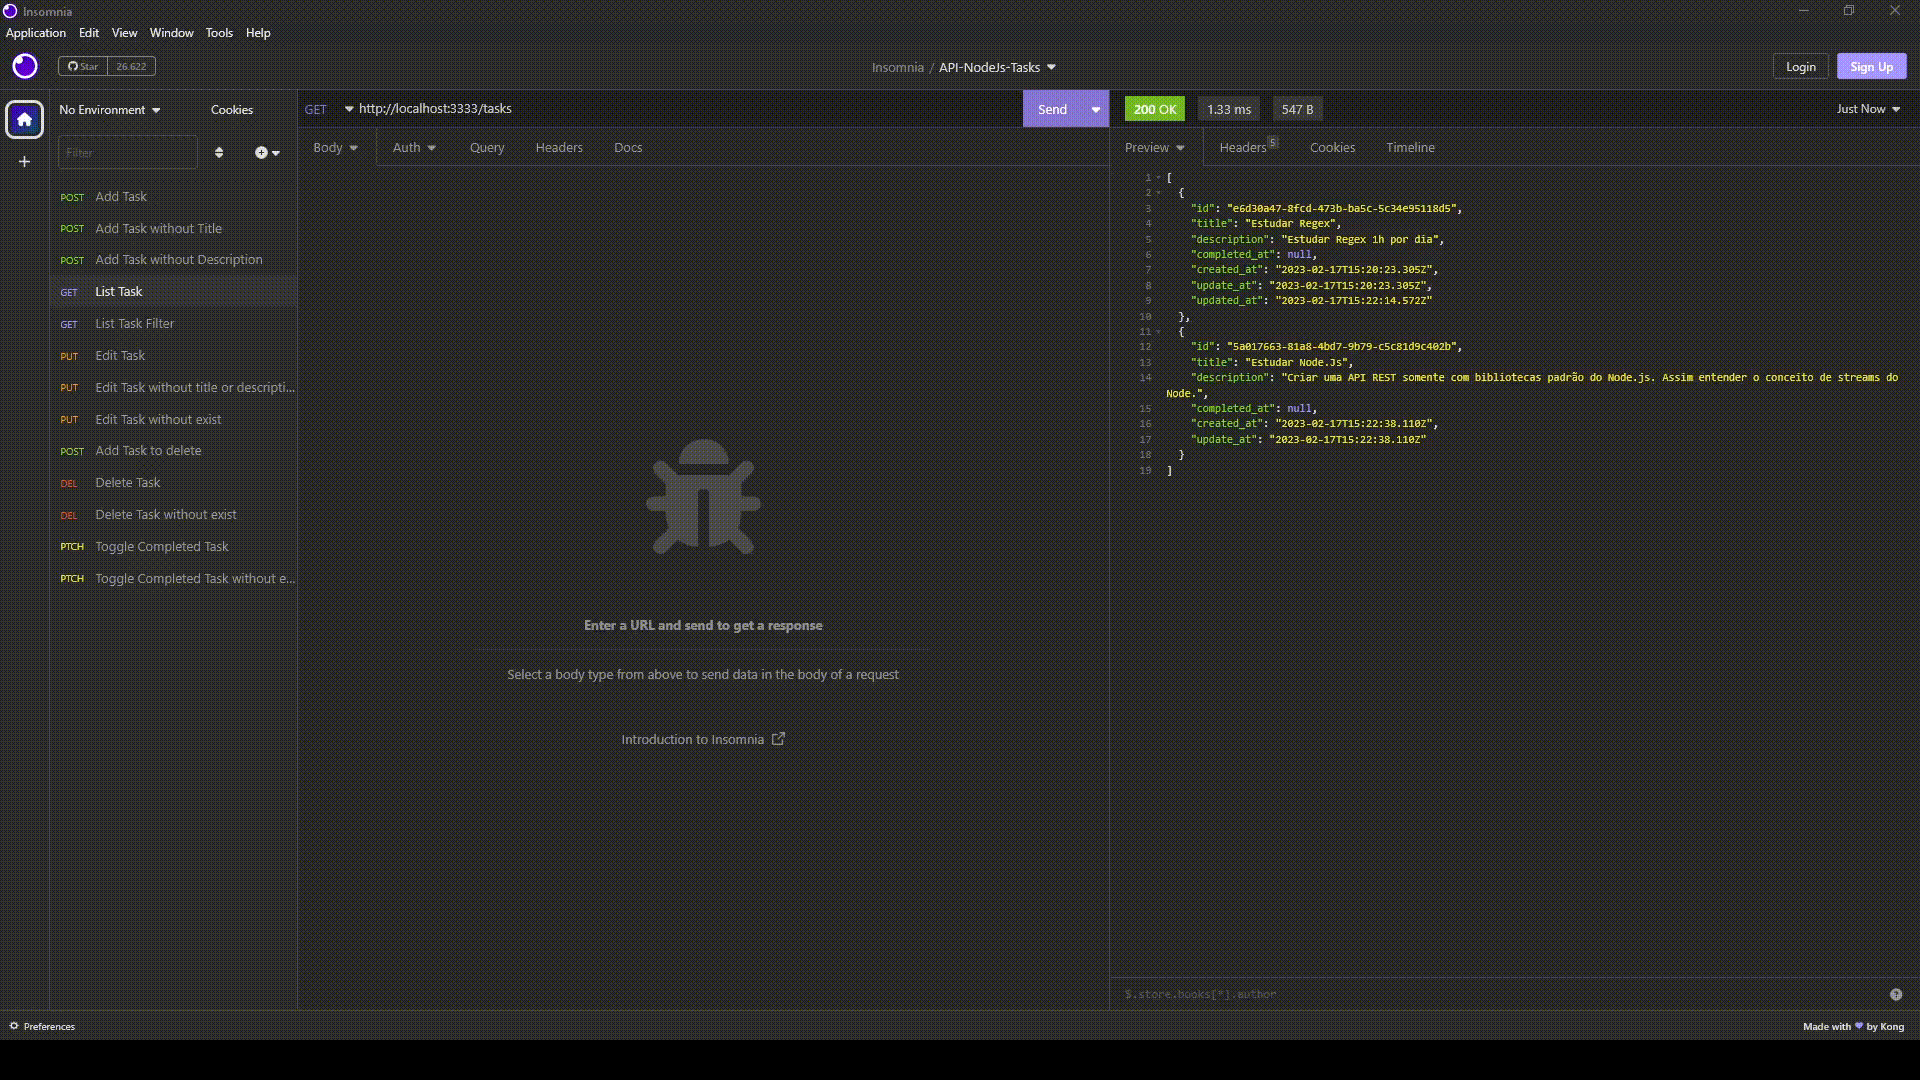 Insomnia
Application Edit View Window Tools Help
Star 26.622
Insomnia / API-NodeJs-Tasks
Login Sign Up
No Environment Cookies
Filter
POST Add Task
POST Add Task without Title
POST Add Task without Description
GET List Task
GET List Task Filter
PUT Edit Task
PUT Edit Task without title or descripti...
PUT Edit Task without exist
POST Add Task to delete
DEL Delete Task
DEL Delete Task without exist
PTCH Toggle Completed Task
PTCH Toggle Completed Task without e...
GET http://localhost:3333/tasks Send
Body Auth Query Headers Docs
Enter a URL and send to get a response
Select a body type from above to send data in the body of a request
Introduction to Insomnia
200 OK 1.33 ms 547 B Just Now
Preview Headers 5 Cookies Timeline
1 [
2 {
3 "id": "e6d30a47-8fcd-473b-ba5c-5c34e95118d5",
4 "title": "Estudar Regex",
5 "description": "Estudar Regex 1h por dia",
6 "completed_at": null,
7 "created_at": "2023-02-17T15:20:23.305Z",
8 "update_at": "2023-02-17T15:20:23.305Z",
9 "updated_at": "2023-02-17T15:22:14.572Z"
10 },
11 {
12 "id": "5a017663-81a8-4bd7-9b79-c5c81d9c402b",
13 "title": "Estudar Node.Js",
14 "description": "Criar uma API REST somente com bibliotecas padrão do Node.js. Assim entender o conceito de streams do
Node.",
15 "completed_at": null,
16 "created_at": "2023-02-17T15:22:38.110Z",
17 "update_at": "2023-02-17T15:22:38.110Z"
18 }
19 ]
$.store.books[*].author
Preferences
Made with ♥ by Kong